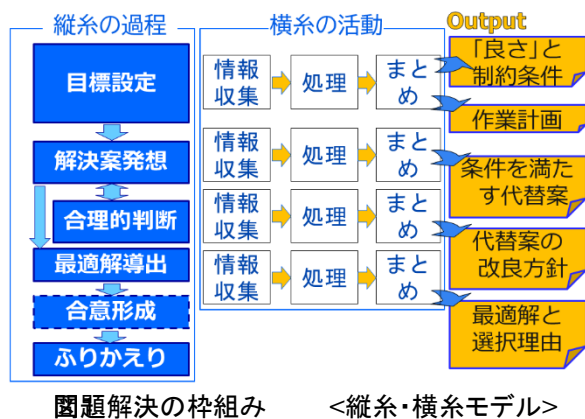 縦糸の過程
目標設定
解決案発想
合理的判断
最適解導出
合意形成
ふりかえり
横糸の活動
情報
収集
処理
まと
め
情報
収集
処理
まと
め
情報
収集
処理
まと
め
情報
収集
処理
まと
め
Output
「良さ」と
制約条件
作業計画
条件を満た
す代替案
代替案の
改良方針
最適解と
選択理由
題解決の枠組み <縦糸・横糸モデル>